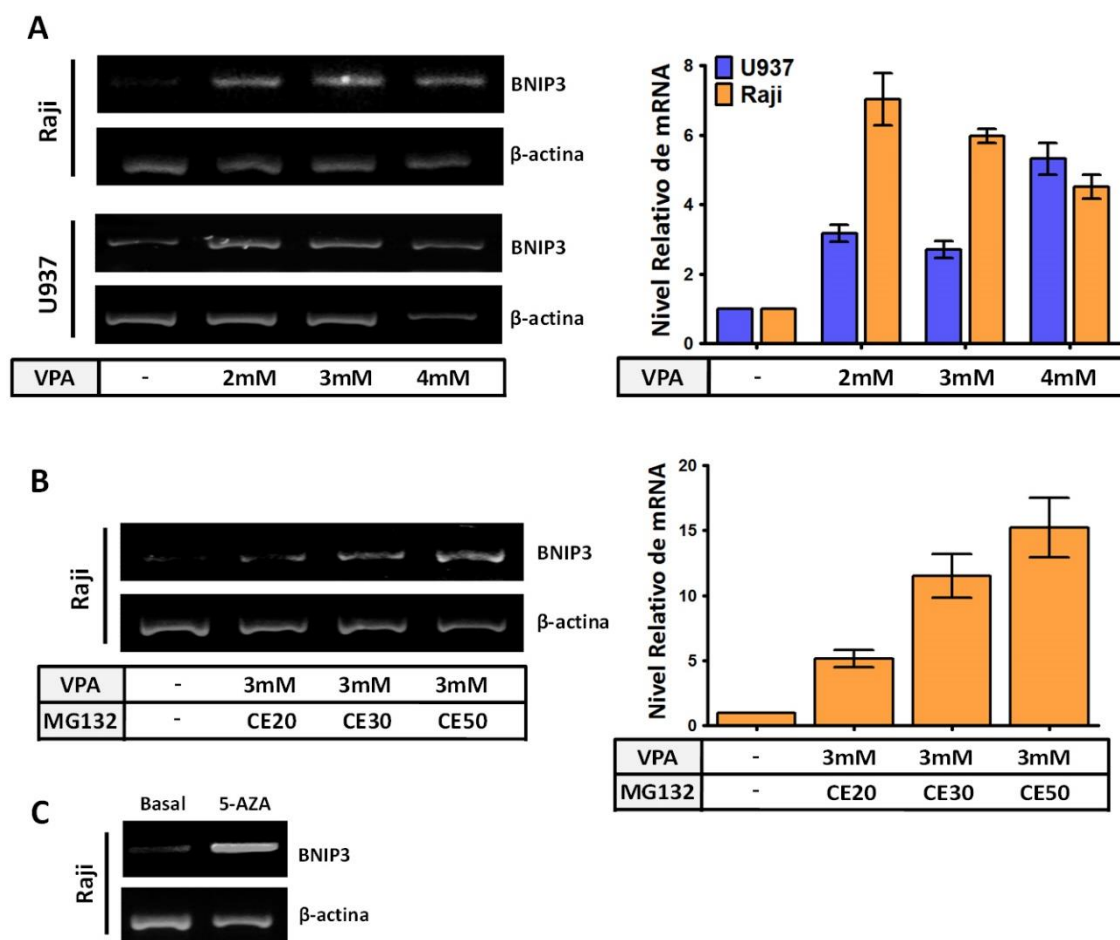 A
Raji
BNIP3
β-actina
U937
BNIP3
β-actina
VPA - 2mM 3mM 4mM
Nivel Relativo de mRNA
8
6
4
2
0
U937
Raji
VPA - 2mM 3mM 4mM
B
Raji
BNIP3
β-actina
VPA - 3mM 3mM 3mM
MG132 - CE20 CE30 CE50
Nivel Relativo de mRNA
20
15
10
5
0
VPA - 3mM 3mM 3mM
MG132 - CE20 CE30 CE50
C
Basal 5-AZA
Raji
BNIP3
β-actina